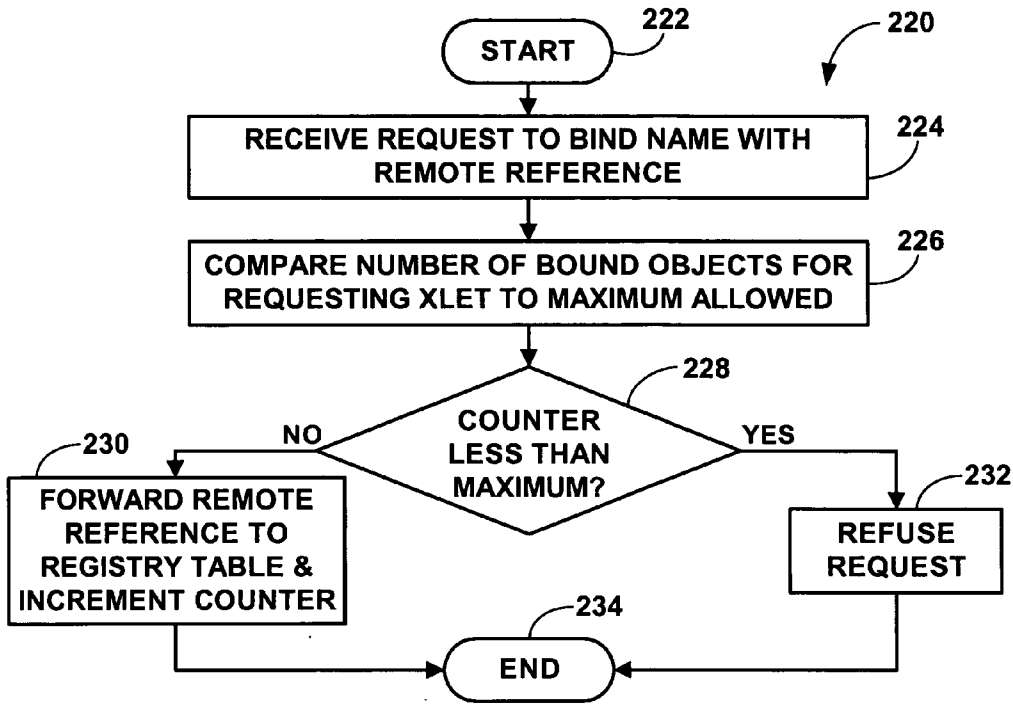 START
222
220
RECEIVE REQUEST TO BIND NAME WITH
REMOTE REFERENCE
224
COMPARE NUMBER OF BOUND OBJECTS FOR
REQUESTING XLET TO MAXIMUM ALLOWED
226
COUNTER
LESS THAN
MAXIMUM?
228
NO
YES
230
FORWARD REMOTE
REFERENCE TO
REGISTRY TABLE &
INCREMENT COUNTER
232
REFUSE
REQUEST
234
END